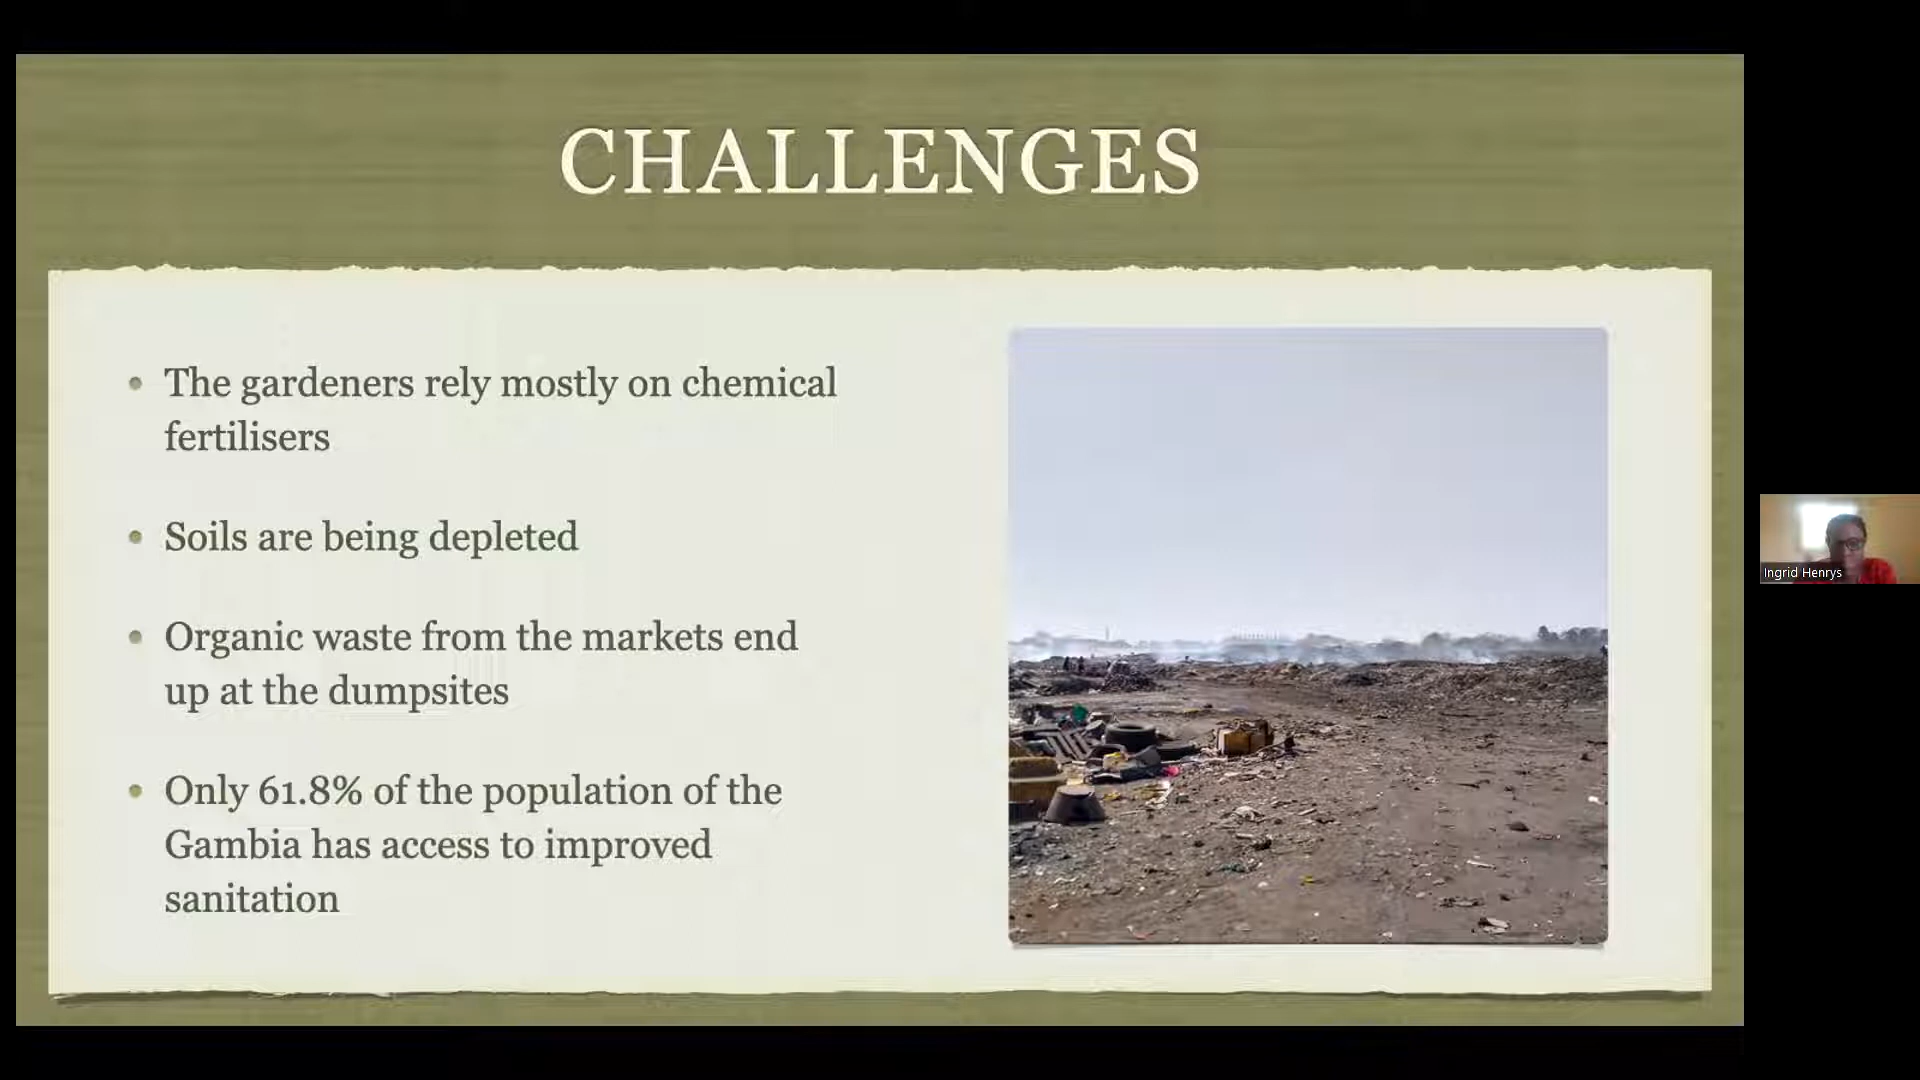 CHALLENGES
• The gardeners rely mostly on chemical
fertilisers
• Soils are being depleted
• Organic waste from the markets end
up at the dumpsites
• Only 61.8% of the population of the
Gambia has access to improved
sanitation
Ingrid Henrys